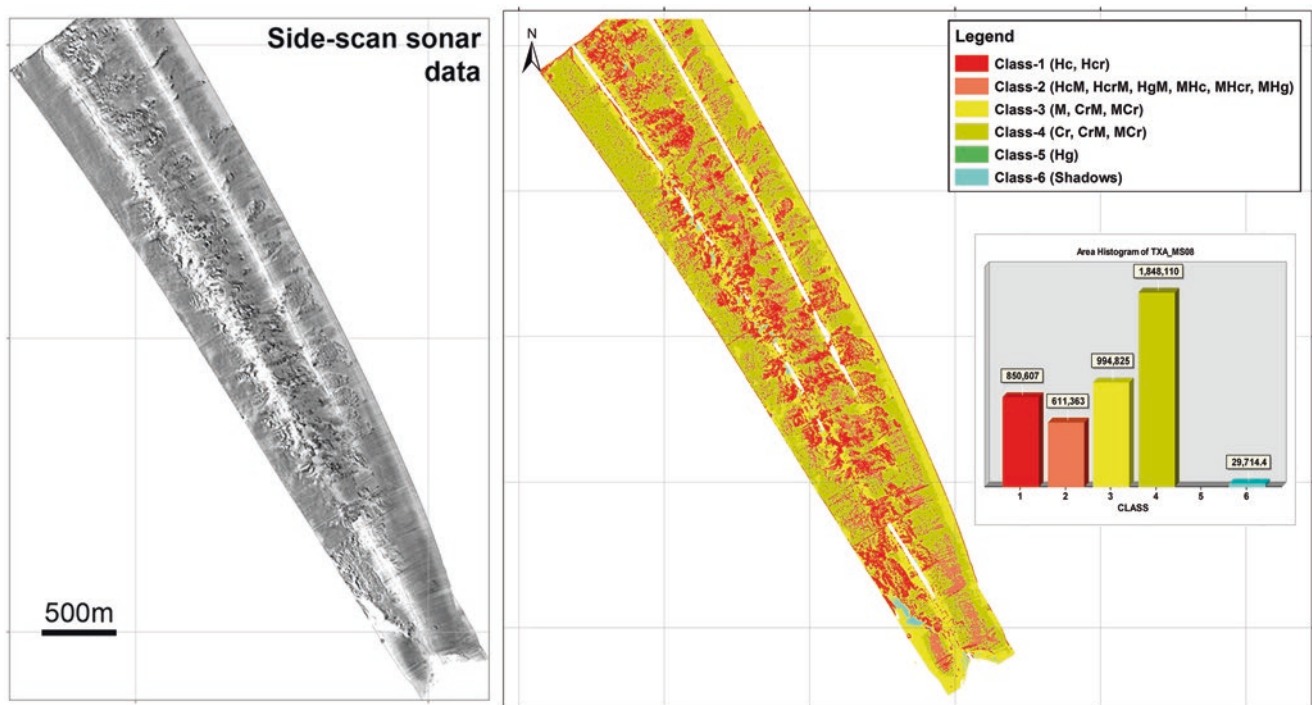 Side-scan sonar
data
500m
N
Legend
Class-1 (Hc, Hcr)
Class-2 (HcM, HcrM, HgM, MHc, MHcr, MHg)
Class-3 (M, CrM, MCr)
Class-4 (Cr, CrM, MCr)
Class-5 (Hg)
Class-6 (Shadows)
Area Histogram of TXA_MS08
1,848,110
994,825
850,607
611,363
29,714.4
1 2 3 4 5 6
CLASS